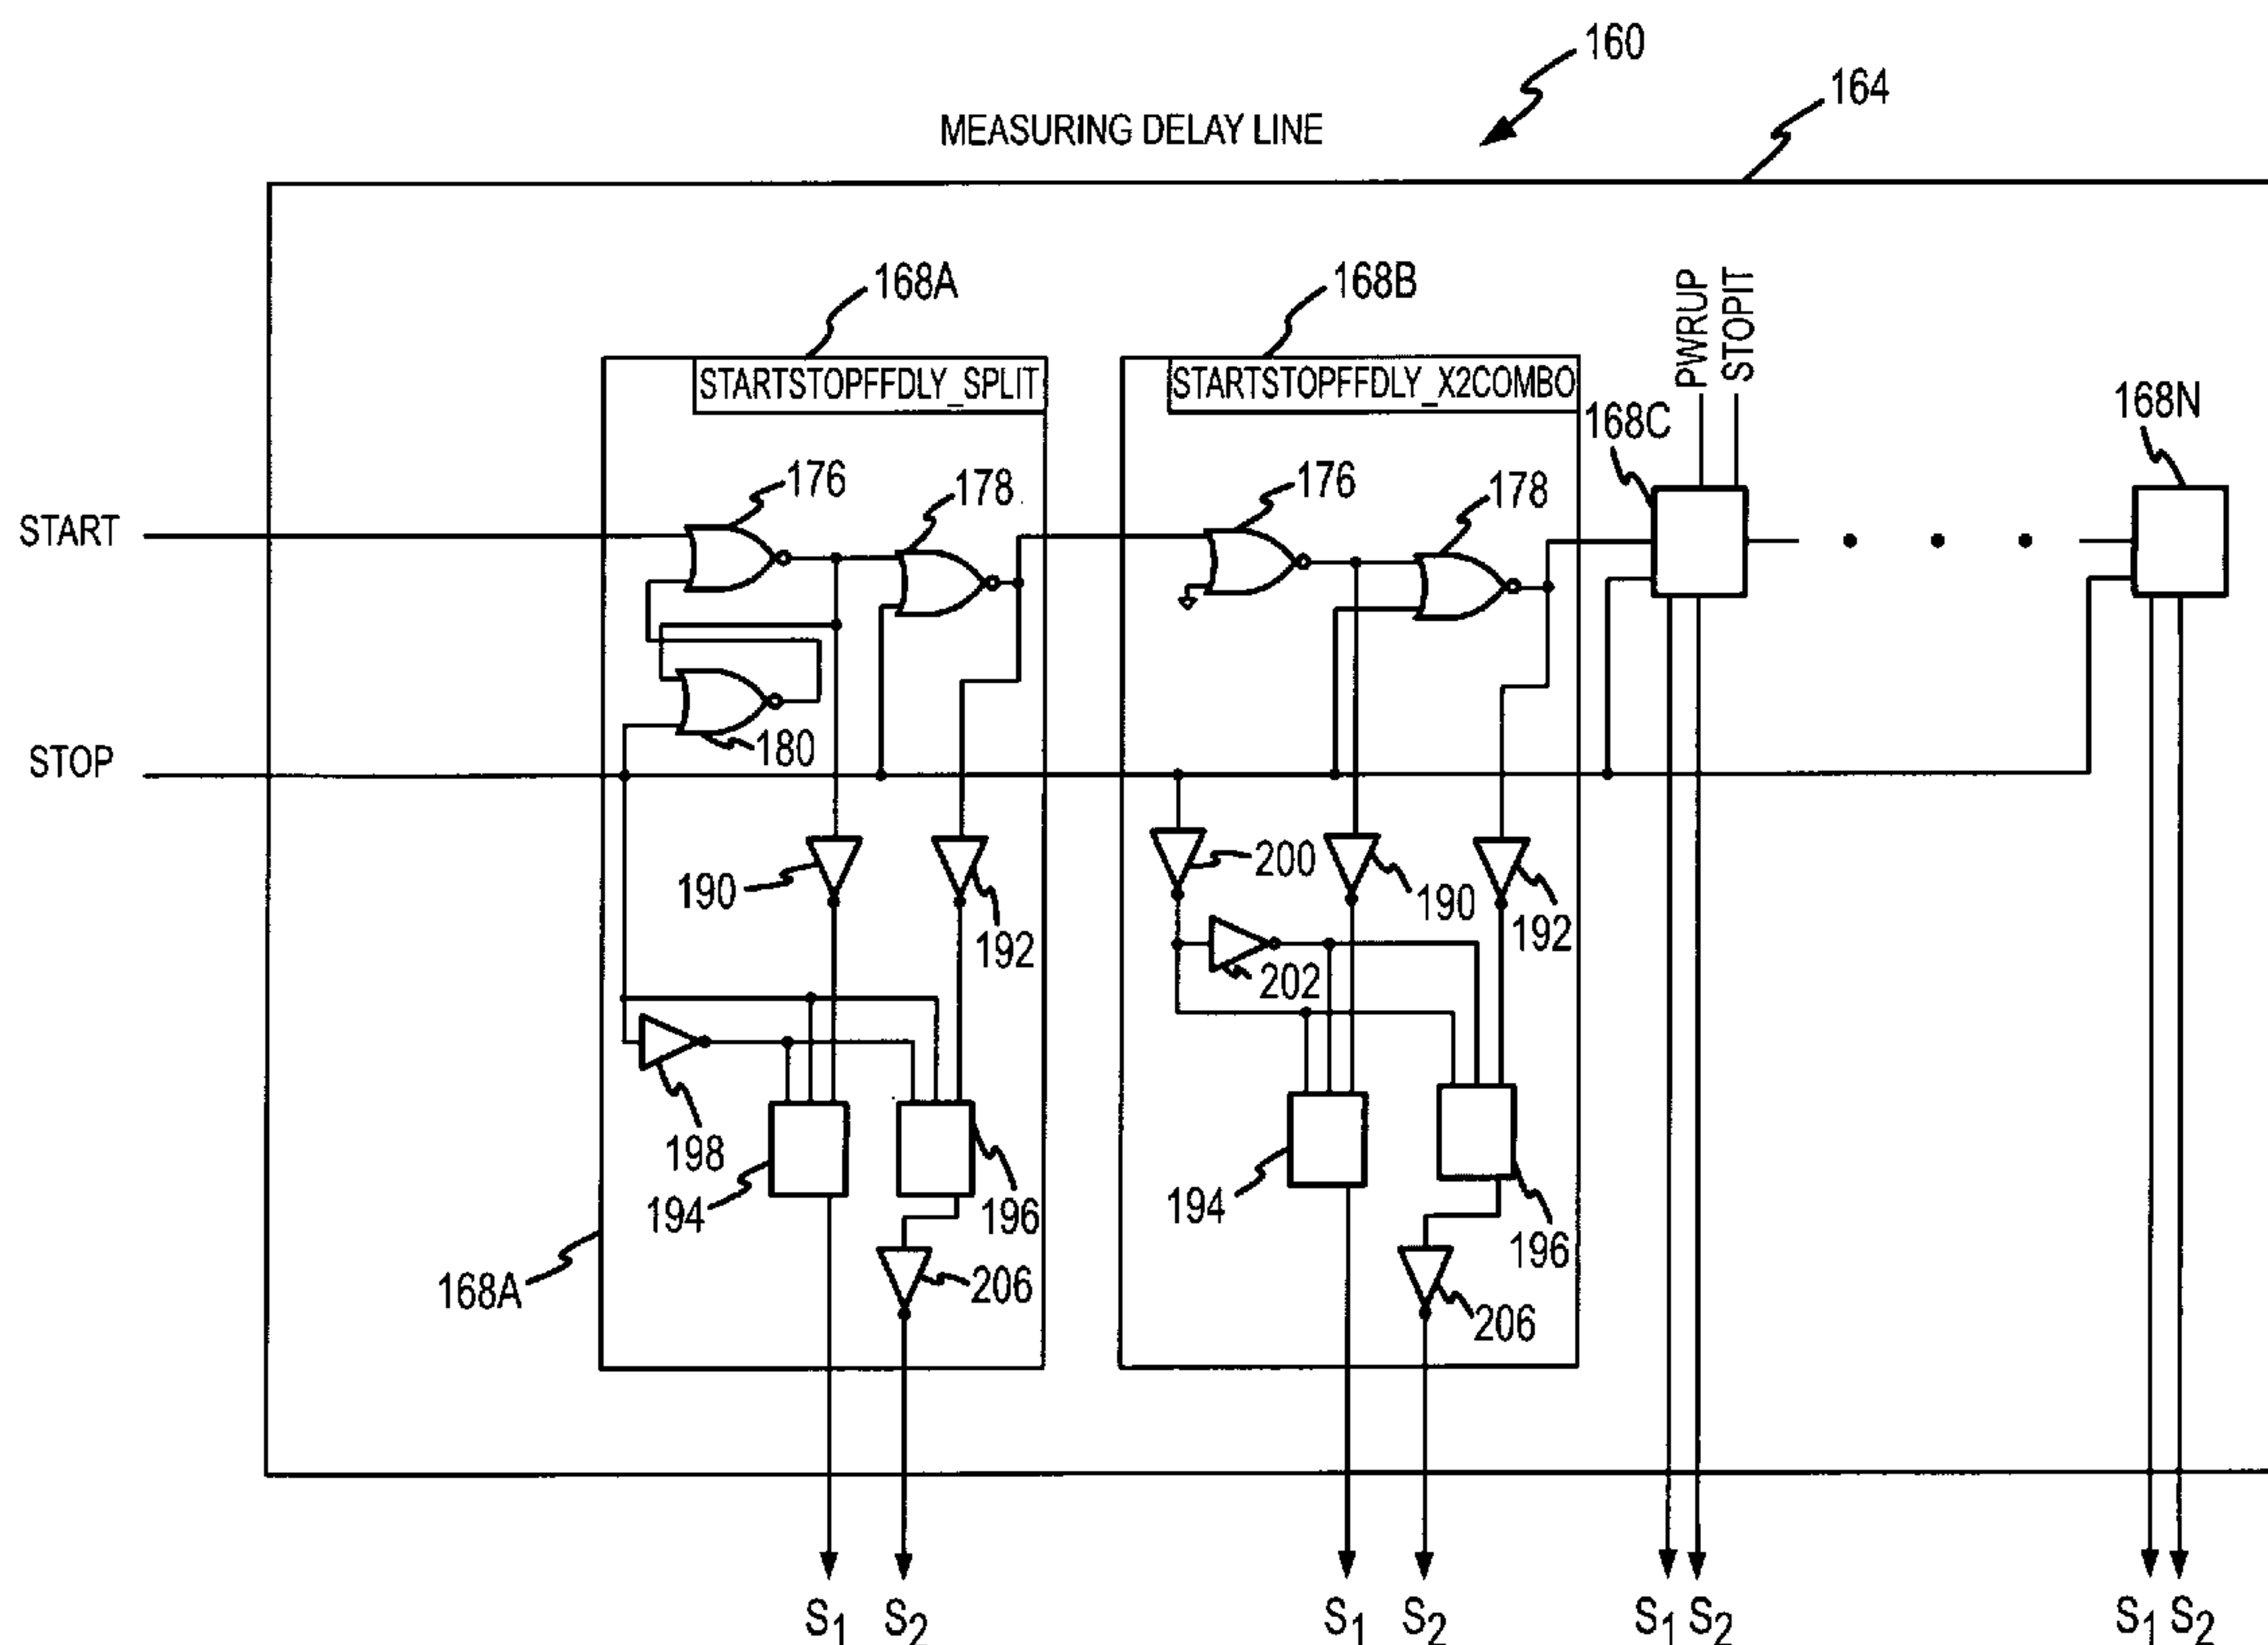 160
164
MEASURING DELAY LINE
168A
168B
PWRUP
STOPIT
STARTSTOPFFDLY_SPLIT
STARTSTOPFFDLY_X2COMBO
168C
168N
176
178
176
178
START
180
STOP
190
192
200
190
192
202
198
194
196
194
196
168A
206
206
S1 S2
S1 S2
S1 S2
S1 S2